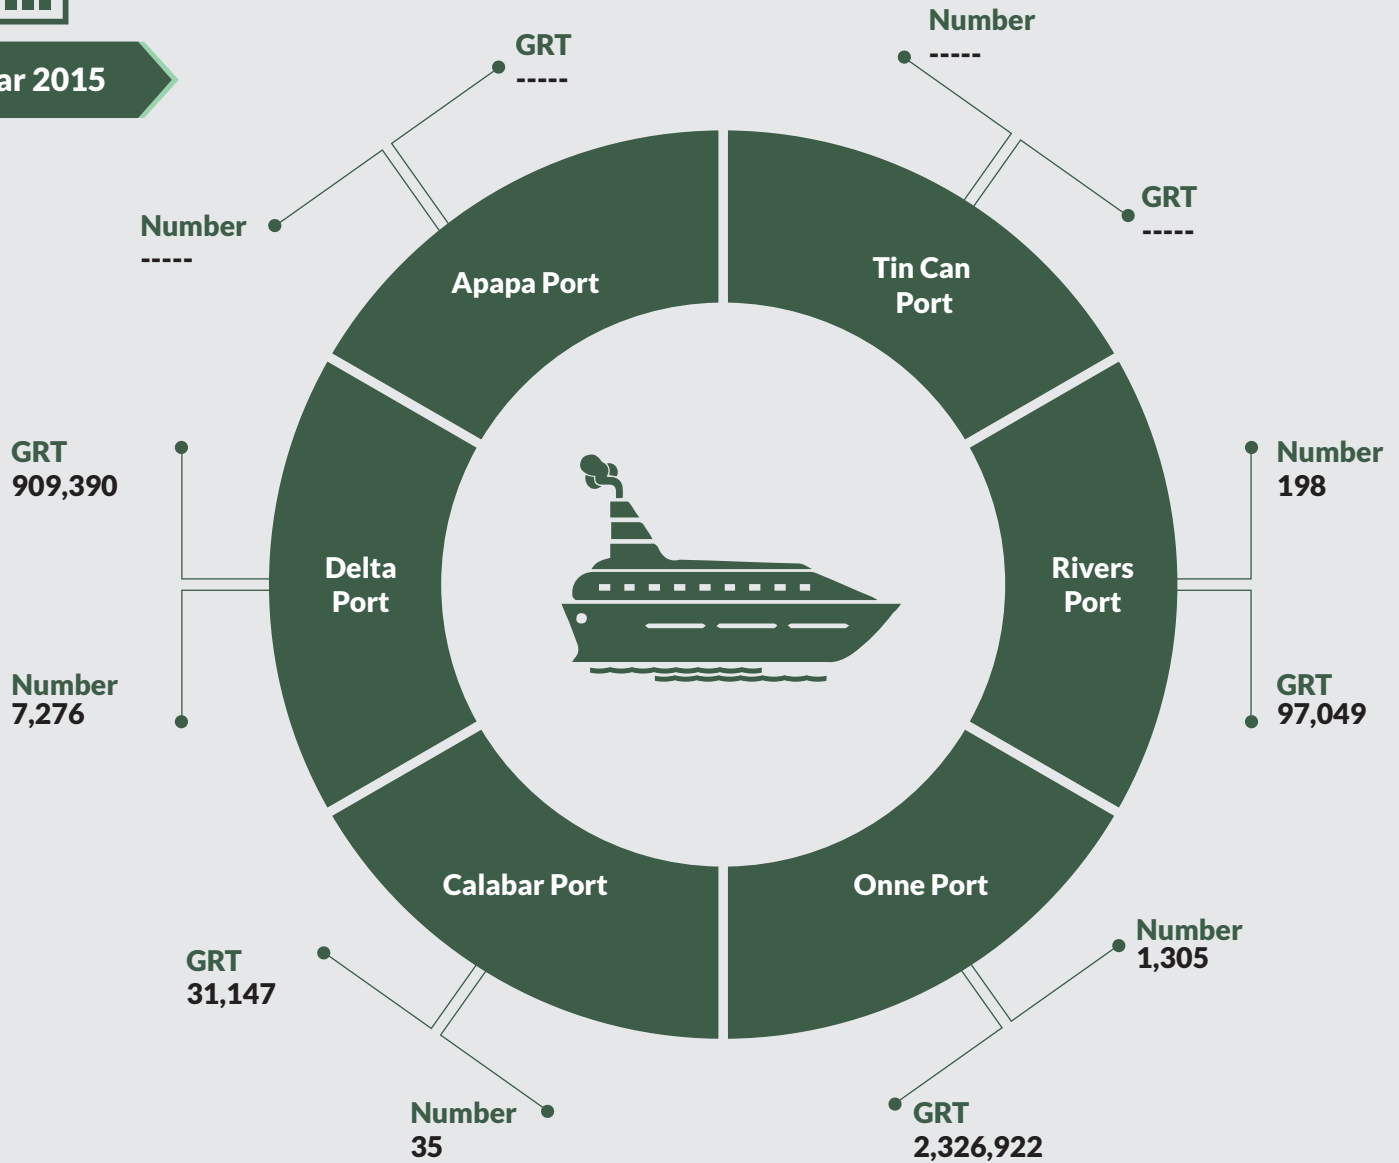 ar 2015
GRT
-----
Number
-----
Number
-----
GRT
-----
Apapa Port
Tin Can
Port
GRT
909,390
Number
7,276
Delta
Port
Rivers
Port
Number
198
GRT
97,049
Calabar Port
Onne Port
GRT
31,147
Number
35
Number
1,305
GRT
2,326,922